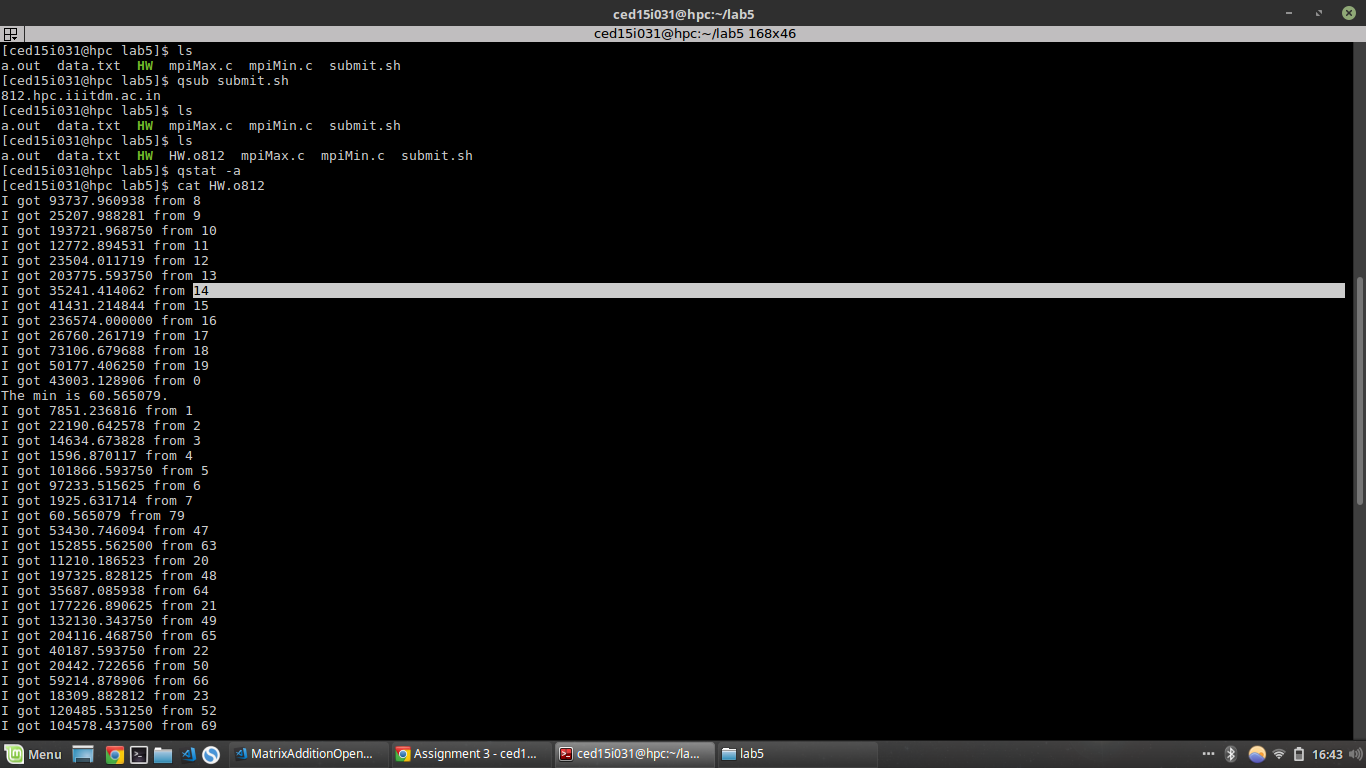 ced15i031@hpc:~/lab5
ced15i031@hpc:~/lab5 168x46
[ced15i031@hpc lab5]$ ls
a.out  data.txt  HW  mpiMax.c  mpiMin.c  submit.sh
[ced15i031@hpc lab5]$ qsub submit.sh
812.hpc.iiitdm.ac.in
[ced15i031@hpc lab5]$ ls
a.out  data.txt  HW  mpiMax.c  mpiMin.c  submit.sh
[ced15i031@hpc lab5]$ ls
a.out  data.txt  HW  HW.o812  mpiMax.c  mpiMin.c  submit.sh
[ced15i031@hpc lab5]$ qstat -a
[ced15i031@hpc lab5]$ cat HW.o812
I got 93737.960938 from 8
I got 25207.988281 from 9
I got 193721.968750 from 10
I got 12772.894531 from 11
I got 23504.011719 from 12
I got 203775.593750 from 13
I got 35241.414062 from 14
I got 41431.214844 from 15
I got 236574.000000 from 16
I got 26760.261719 from 17
I got 73106.679688 from 18
I got 50177.406250 from 19
I got 43003.128906 from 0
The min is 60.565079.
I got 7851.236816 from 1
I got 22190.642578 from 2
I got 14634.673828 from 3
I got 1596.870117 from 4
I got 101866.593750 from 5
I got 97233.515625 from 6
I got 1925.631714 from 7
I got 60.565079 from 79
I got 53430.746094 from 47
I got 152855.562500 from 63
I got 11210.186523 from 20
I got 197325.828125 from 48
I got 35687.085938 from 64
I got 177226.890625 from 21
I got 132130.343750 from 49
I got 204116.468750 from 65
I got 40187.593750 from 22
I got 20442.722656 from 50
I got 59214.878906 from 66
I got 18309.882812 from 23
I got 120485.531250 from 52
I got 104578.437500 from 69
Menu  MatrixAdditionOpen...  Assignment 3 - ced1...  ced15i031@hpc:~/la...  lab5  16:43